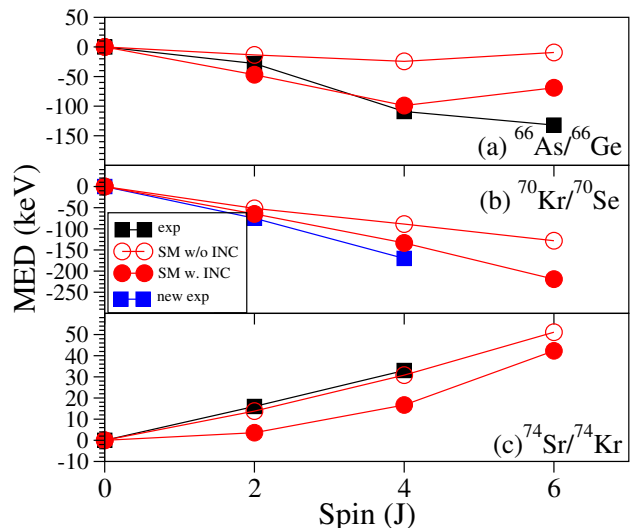 50
0
-50
-100
-150
(a) ⁶⁶As/⁶⁶Ge
0
-50
-100
-150
-200
-250
(b) ⁷⁰Kr/⁷⁰Se
exp
SM w/o INC
SM w. INC
new exp
MED (keV)
50
40
30
20
10
0
-10
(c) ⁷⁴Sr/⁷⁴Kr
0 2 4 6
Spin (J)